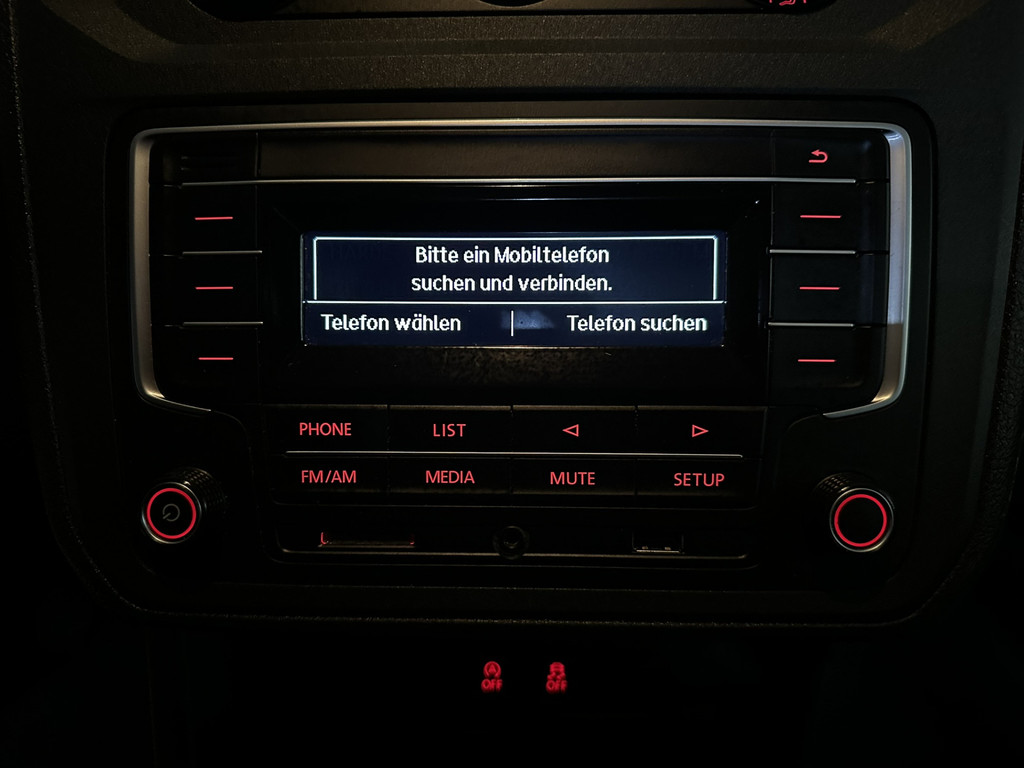 Bitte ein Mobiltelefon
suchen und verbinden.
Telefon wählen Telefon suchen
PHONE LIST
FM/AM MEDIA MUTE SETUP
A
OFF OFF